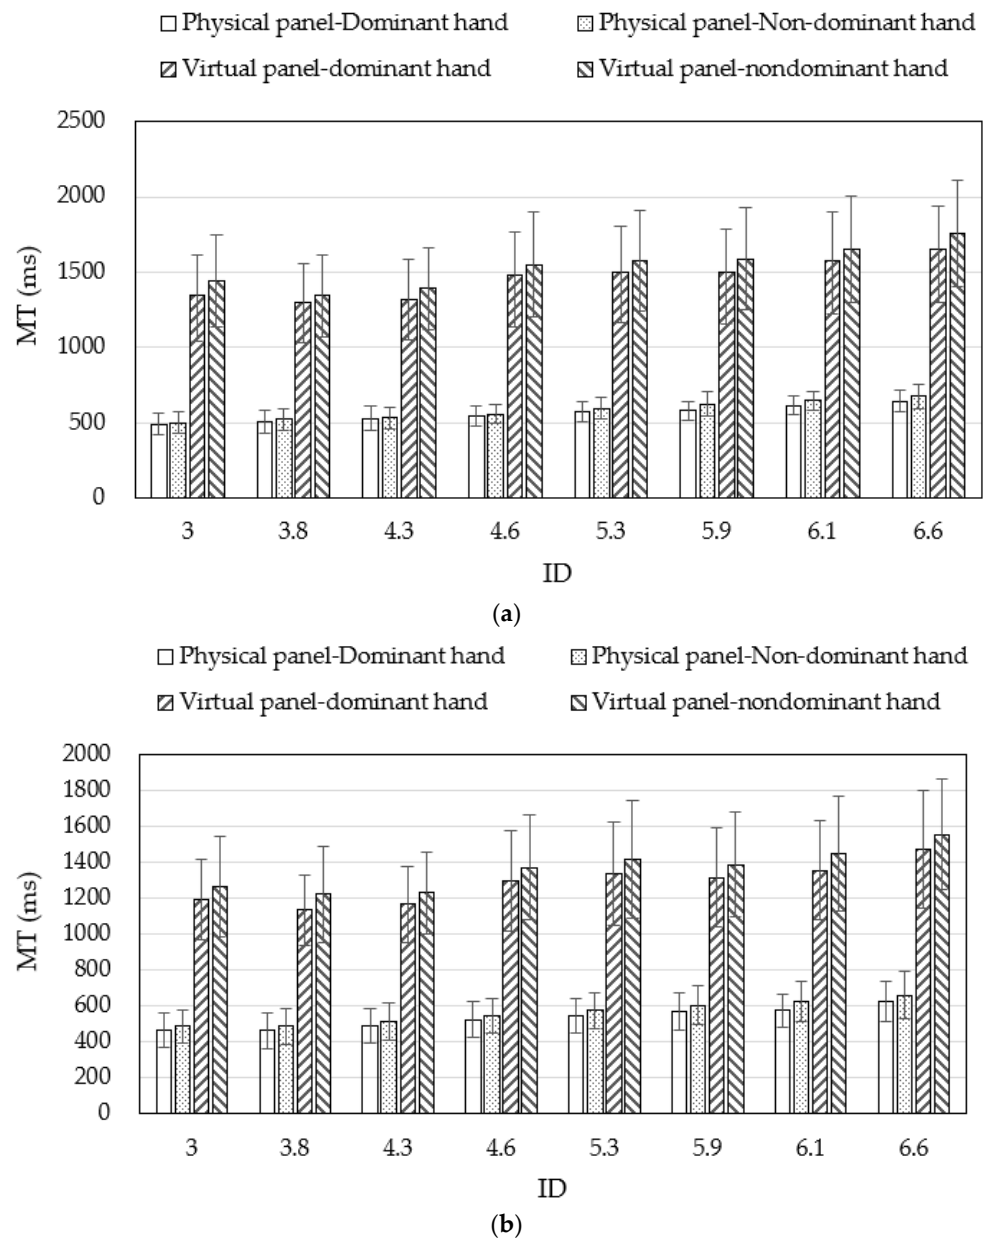 Physical panel-Dominant hand Physical panel-Non-dominant hand
Virtual panel-dominant hand Virtual panel-nondominant hand
2500
2000
1500
1000
500
0
MT (ms)
3 3.8 4.3 4.6 5.3 5.9 6.1 6.6
ID
(a)
Physical panel-Dominant hand Physical panel-Non-dominant hand
Virtual panel-dominant hand Virtual panel-nondominant hand
2000
1800
1600
1400
1200
1000
800
600
400
200
0
MT (ms)
3 3.8 4.3 4.6 5.3 5.9 6.1 6.6
ID
(b)